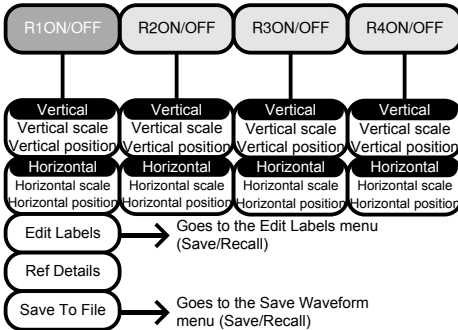 R1ON/OFF R2ON/OFF R3ON/OFF R4ON/OFF
Vertical Vertical Vertical Vertical
Vertical scale Vertical scale Vertical scale Vertical scale
Vertical position Vertical position Vertical position Vertical position
Horizontal Horizontal Horizontal Horizontal
Horizontal scale Horizontal scale Horizontal scale Horizontal scale
Horizontal position Horizontal position Horizontal position Horizontal position
Edit Labels Goes to the Edit Labels menu
(Save/Recall)
Ref Details
Save To File Goes to the Save Waveform
menu (Save/Recall)